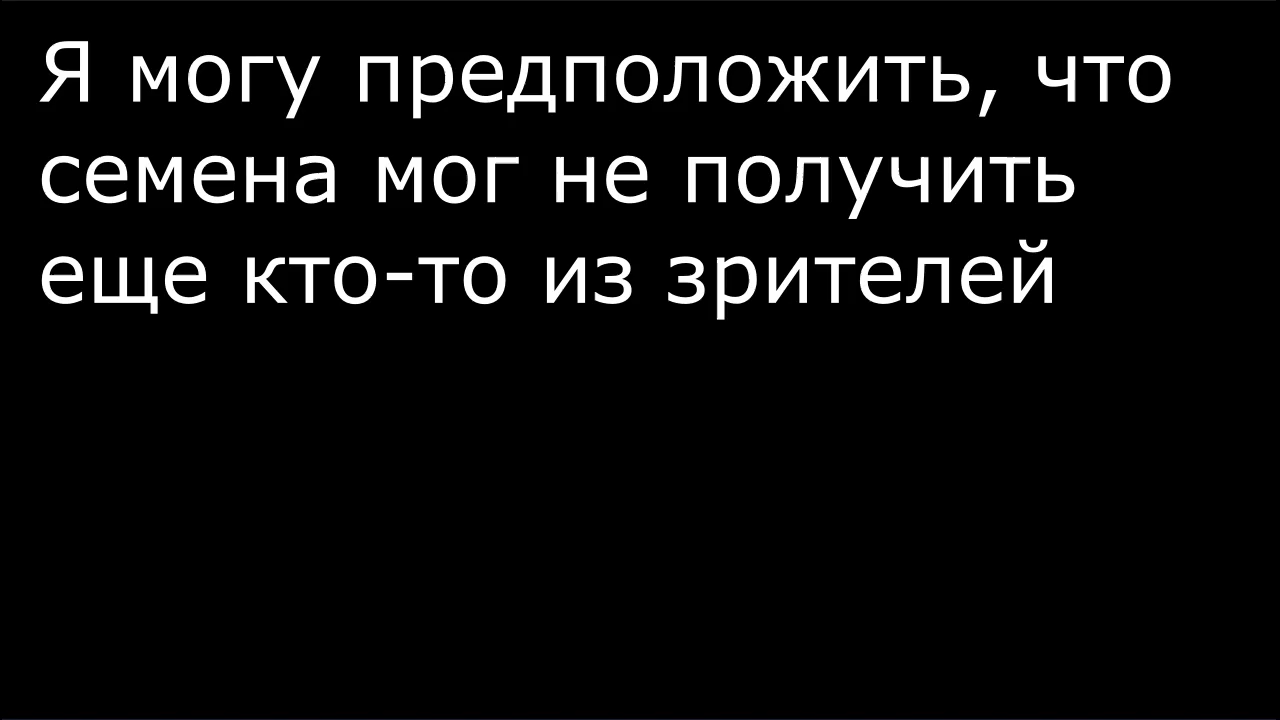 Я могу предположить, что
семена мог не получить
еще кто-то из зрителей